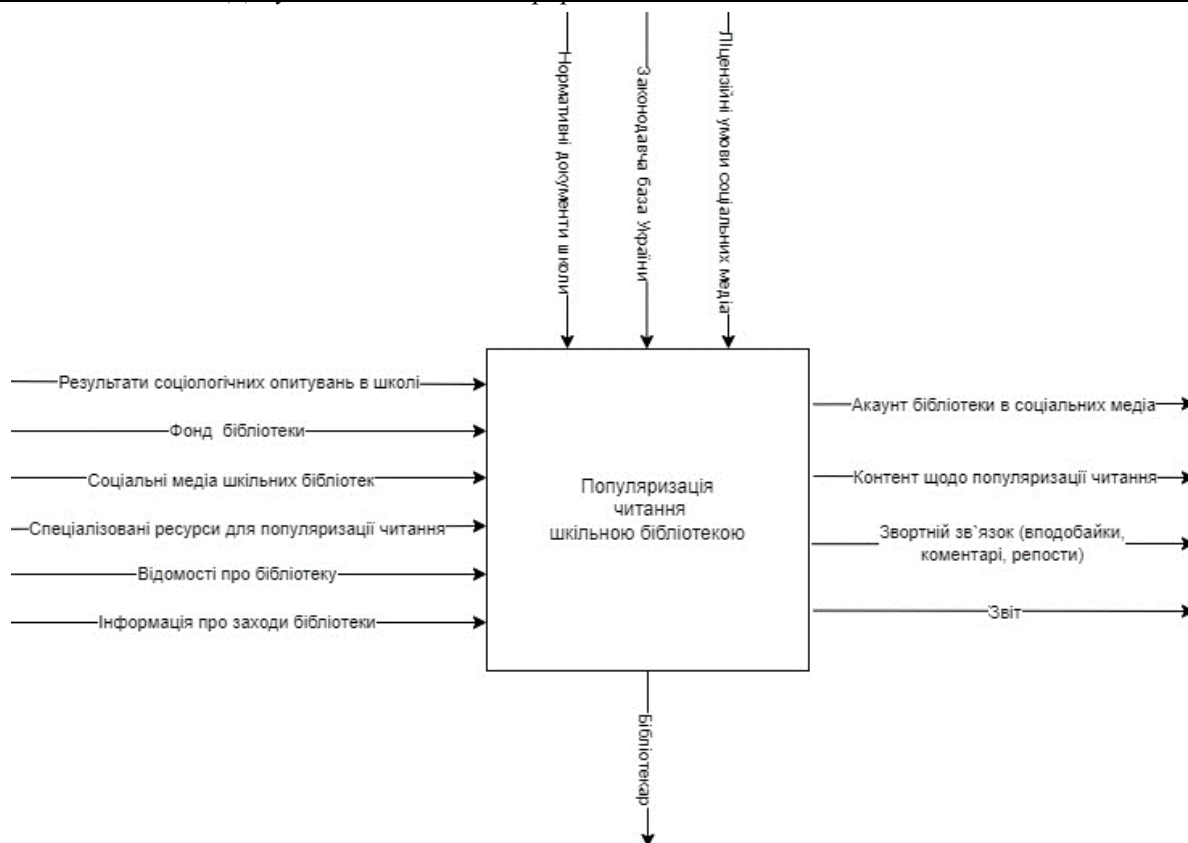 Нормативні документи школи
Законодавча база України
Ліцензійні умови соціальних медіа
Результати соціологічних опитувань в школі
Фонд бібліотеки
Соціальні медіа шкільних бібліотек
Спеціалізовані ресурси для популяризації читання
Відомості про бібліотеку
Інформація про заходи бібліотеки
Популяризація
читання
шкільною бібліотекою
Акаунт бібліотеки в соціальних медіа
Контент щодо популяризації читання
Звортній зв`язок (вподобайки,
коментарі, репости)
Звіт
Бібліотекар